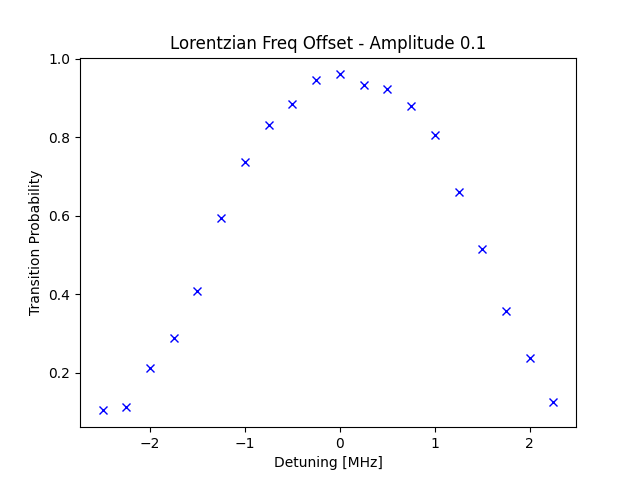 Lorentzian Freq Offset - Amplitude 0.1
1.0
0.8
0.6
0.4
0.2
Transition Probability
−2 −1 0 1 2
Detuning [MHz]